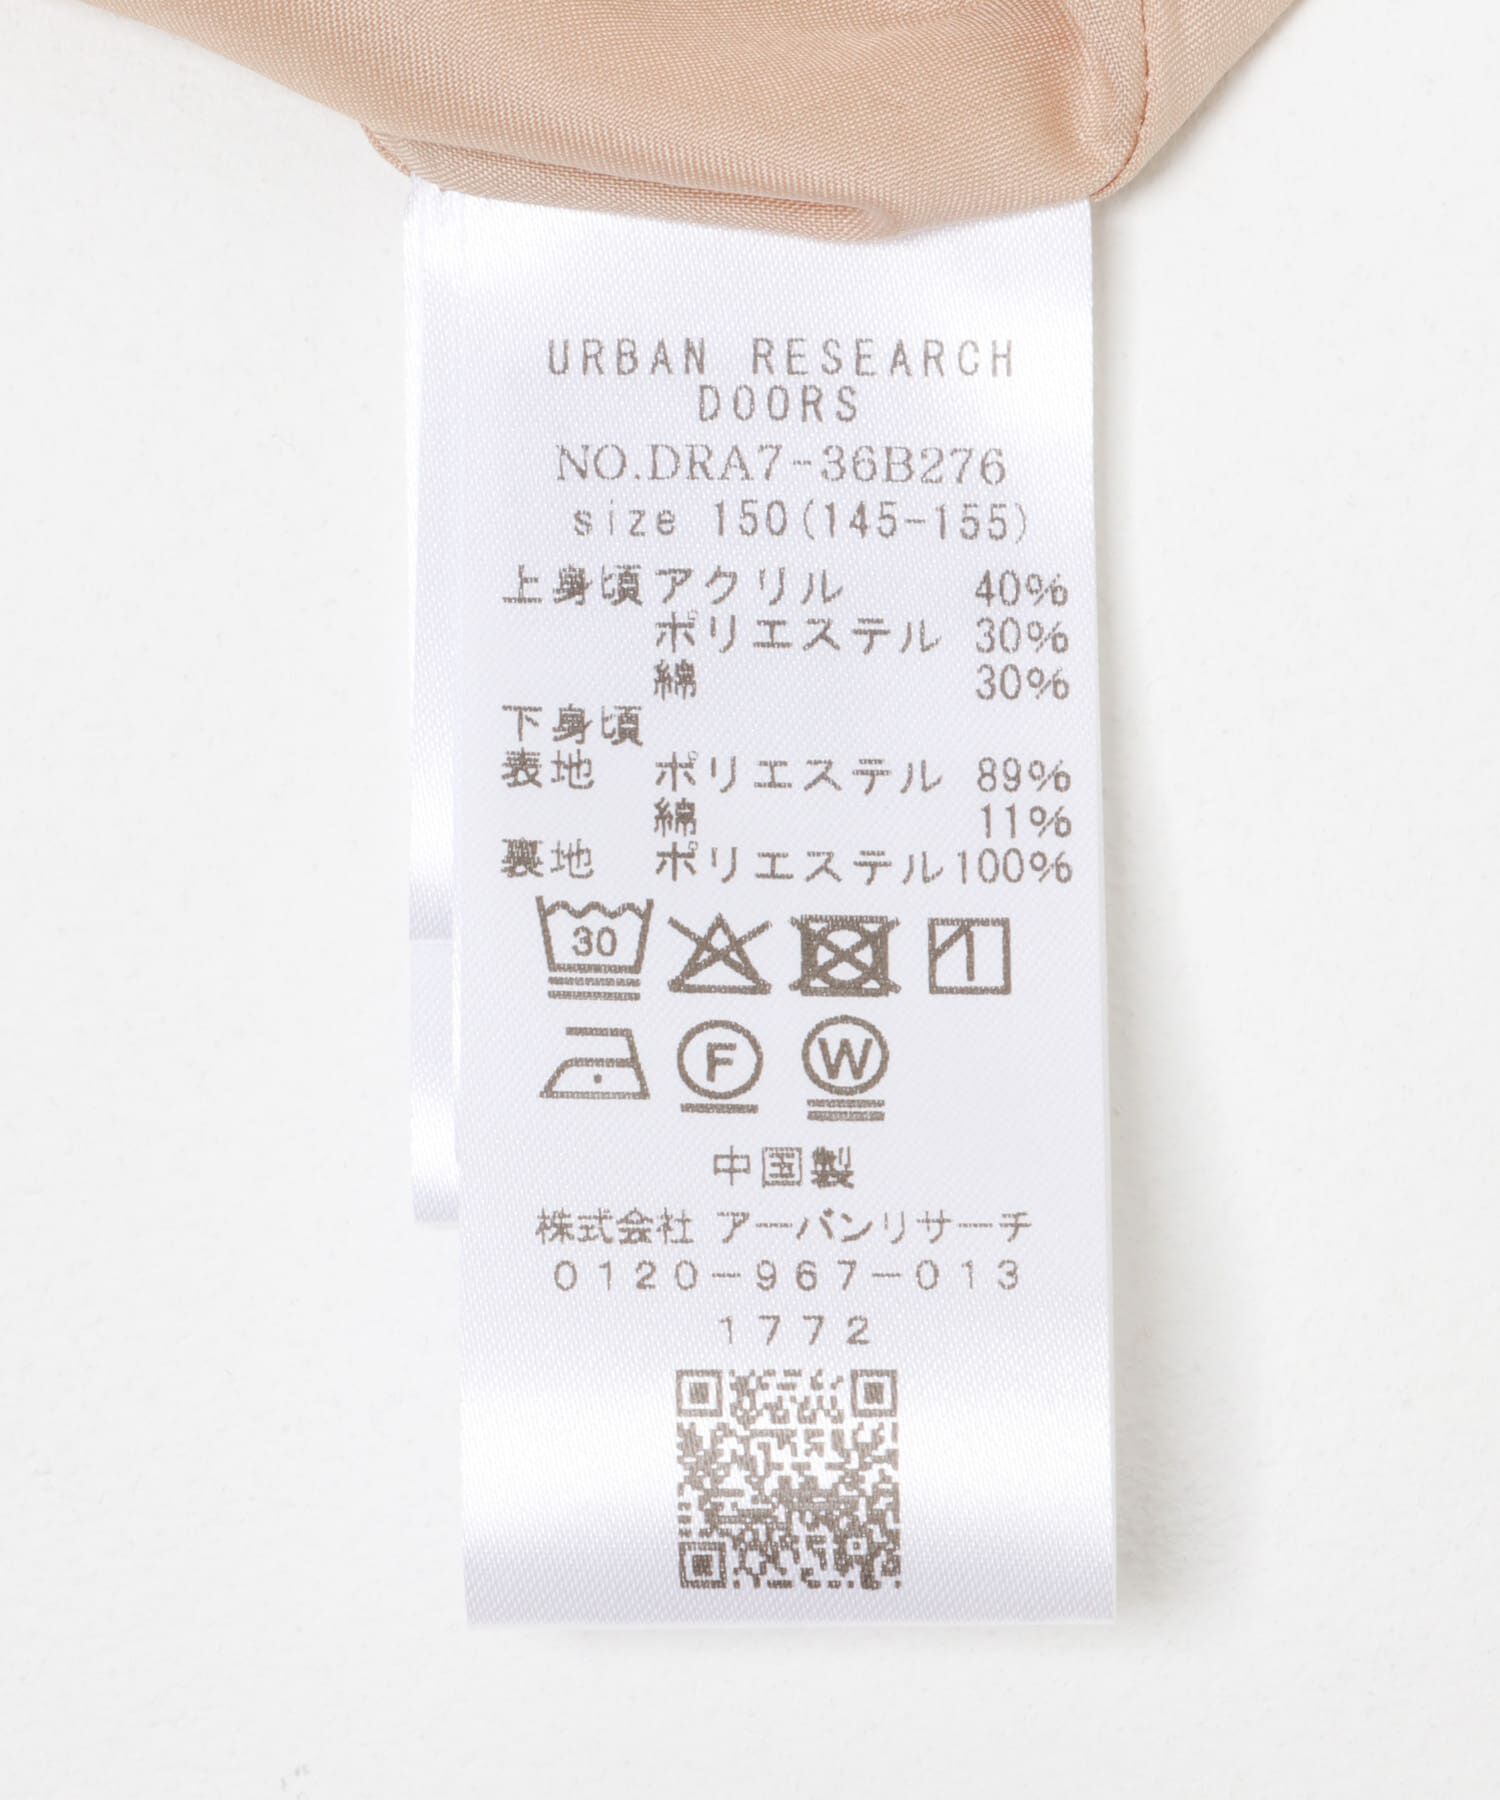 URBAN RESEARCH
DOORS
NO.DRA7-36B276
size 150(145-155)
上身頃 アクリル 40%
ポリエステル 30%
綿 30%
下身頃
表地 ポリエステル 89%
綿 11%
裏地 ポリエステル 100%
30
F W
中国製
株式会社 アーバンリサーチ
0120-967-013
1772